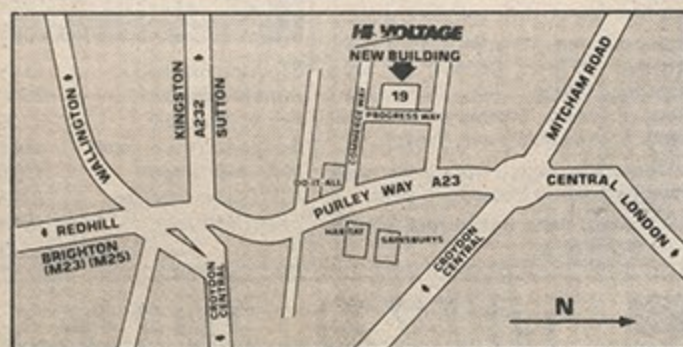 HI-VOLTAGE
NEW BUILDING
19
PROGRESS WAY
COMMERCE WAY
MITCHAM ROAD
WALLINGTON
KINGSTON
A232
SUTTON
DO-IT-ALL
PURLEY WAY A23
CENTRAL LONDON
REDHILL
BRIGHTON
(M23) (M25)
CROYDON
CENTRAL
HABITAT
SAINSBURYS
CROYDON
CENTRAL
N